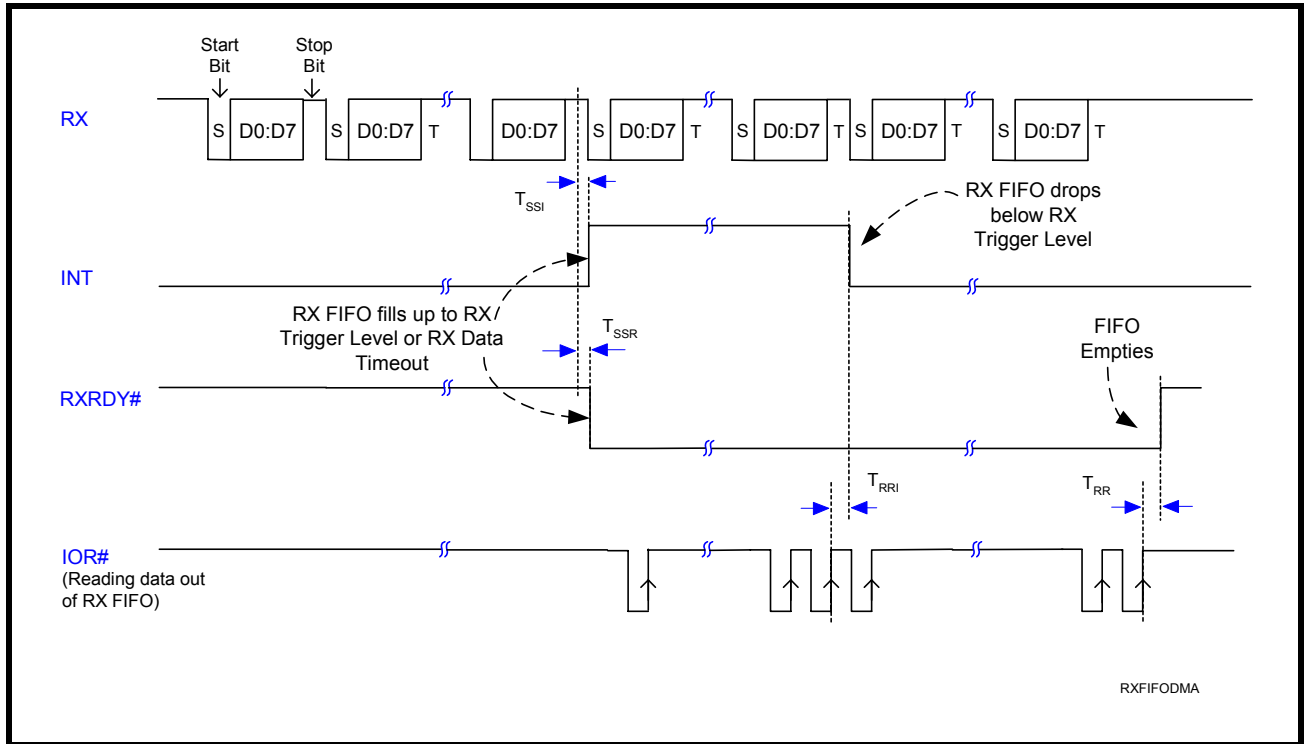 Start
Bit
Stop
Bit
RX
S D0:D7 S D0:D7 T D0:D7 S D0:D7 T S D0:D7 T S D0:D7 T S D0:D7 T
TSSI
RX FIFO drops
below RX
Trigger Level
INT
RX FIFO fills up to RX
Trigger Level or RX Data
Timeout
TSSR
FIFO
Empties
RXRDY#
TRRI
TRR
IOR#
(Reading data out
of RX FIFO)
RXFIFODMA